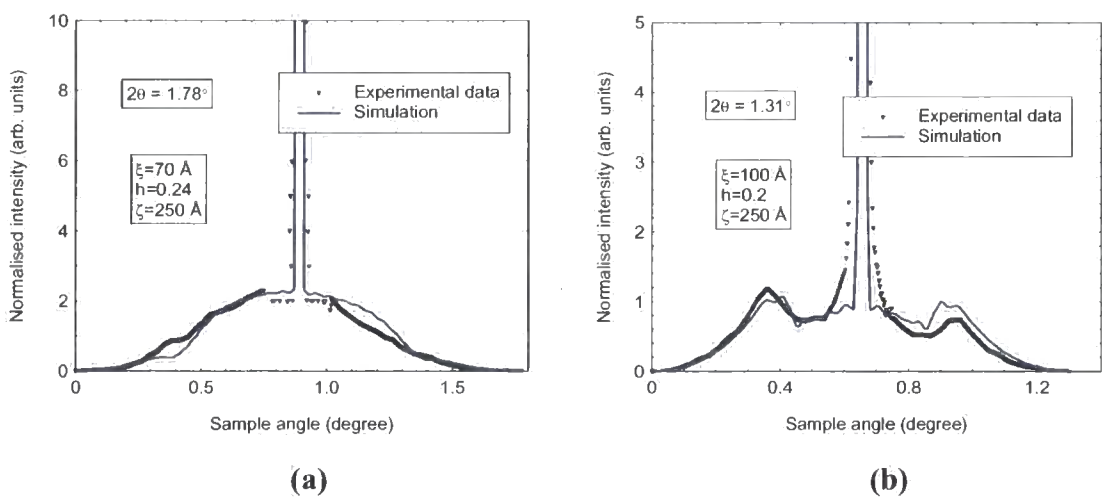 10
8
6
4
2
0
Normalised intensity (arb. units)
2θ = 1.78°
Experimental data
Simulation
ξ=70 Å
h=0.24
ζ=250 Å
0
0.5
1.0
1.5
Sample angle (degree)
(a)
5
4
3
2
1
0
Normalised intensity (arb. units)
2θ = 1.31°
Experimental data
Simulation
ξ=100 Å
h=0.2
ζ=250 Å
0
0.4
0.8
1.2
Sample angle (degree)
(b)